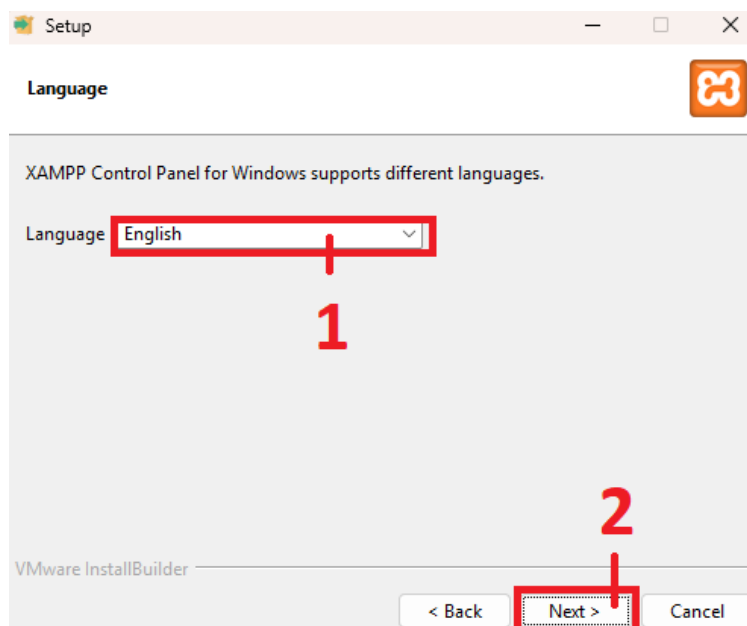 Setup
Language
XAMPP Control Panel for Windows supports different languages.
Language English
1
2
VMware InstallBuilder
< Back Next > Cancel